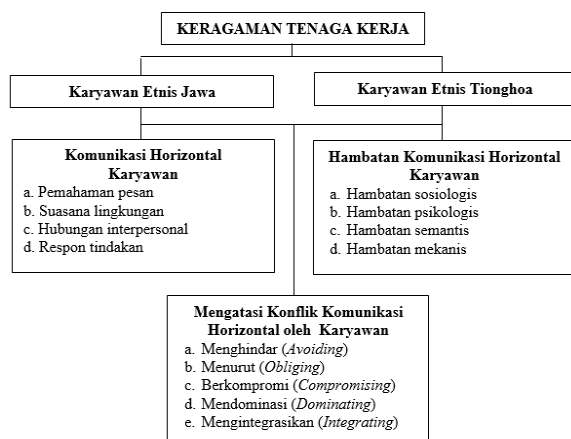 KERAGAMAN TENAGA KERJA
Karyawan Etnis Jawa
Karyawan Etnis Tionghoa
Komunikasi Horizontal
Karyawan
a. Pemahaman pesan
b. Suasana lingkungan
c. Hubungan interpersonal
d. Respon tindakan
Hambatan Komunikasi Horizontal
Karyawan
a. Hambatan sosiologis
b. Hambatan psikologis
c. Hambatan semantis
d. Hambatan mekanis
Mengatasi Konflik Komunikasi
Horizontal oleh Karyawan
a. Menghindar (Avoiding)
b. Menurut (Obliging)
c. Berkompromi (Compromising)
d. Mendominasi (Dominating)
e. Mengintegrasikan (Integrating)